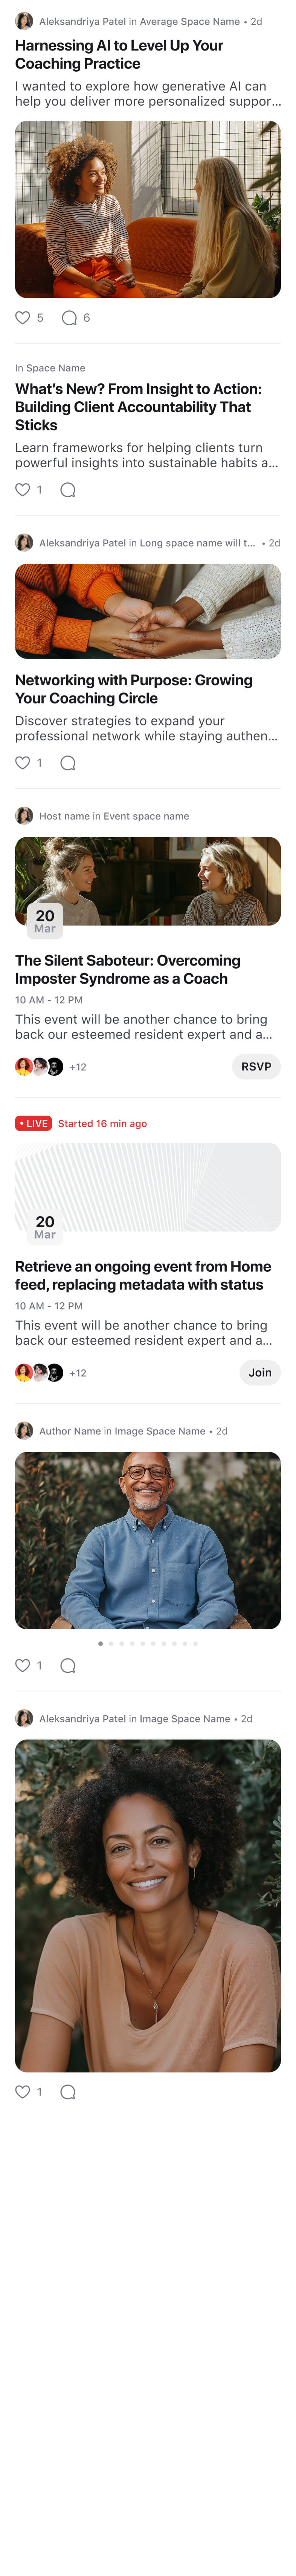 Aleksandriya Patel in Average Space Name • 2d
Harnessing AI to Level Up Your
Coaching Practice
I wanted to explore how generative AI can
help you deliver more personalized suppor...
5 6
In Space Name
What's New? From Insight to Action:
Building Client Accountability That
Sticks
Learn frameworks for helping clients turn
powerful insights into sustainable habits a...
1
Aleksandriya Patel in Long space name will t... • 2d
Networking with Purpose: Growing
Your Coaching Circle
Discover strategies to expand your
professional network while staying authen...
1
Host name in Event space name
20
Mar
The Silent Saboteur: Overcoming
Imposter Syndrome as a Coach
10 AM - 12 PM
This event will be another chance to bring
back our esteemed resident expert and a...
+12 RSVP
• LIVE Started 16 min ago
20
Mar
Retrieve an ongoing event from Home
feed, replacing metadata with status
10 AM - 12 PM
This event will be another chance to bring
back our esteemed resident expert and a...
+12 Join
Author Name in Image Space Name • 2d
1
Aleksandriya Patel in Image Space Name • 2d
1